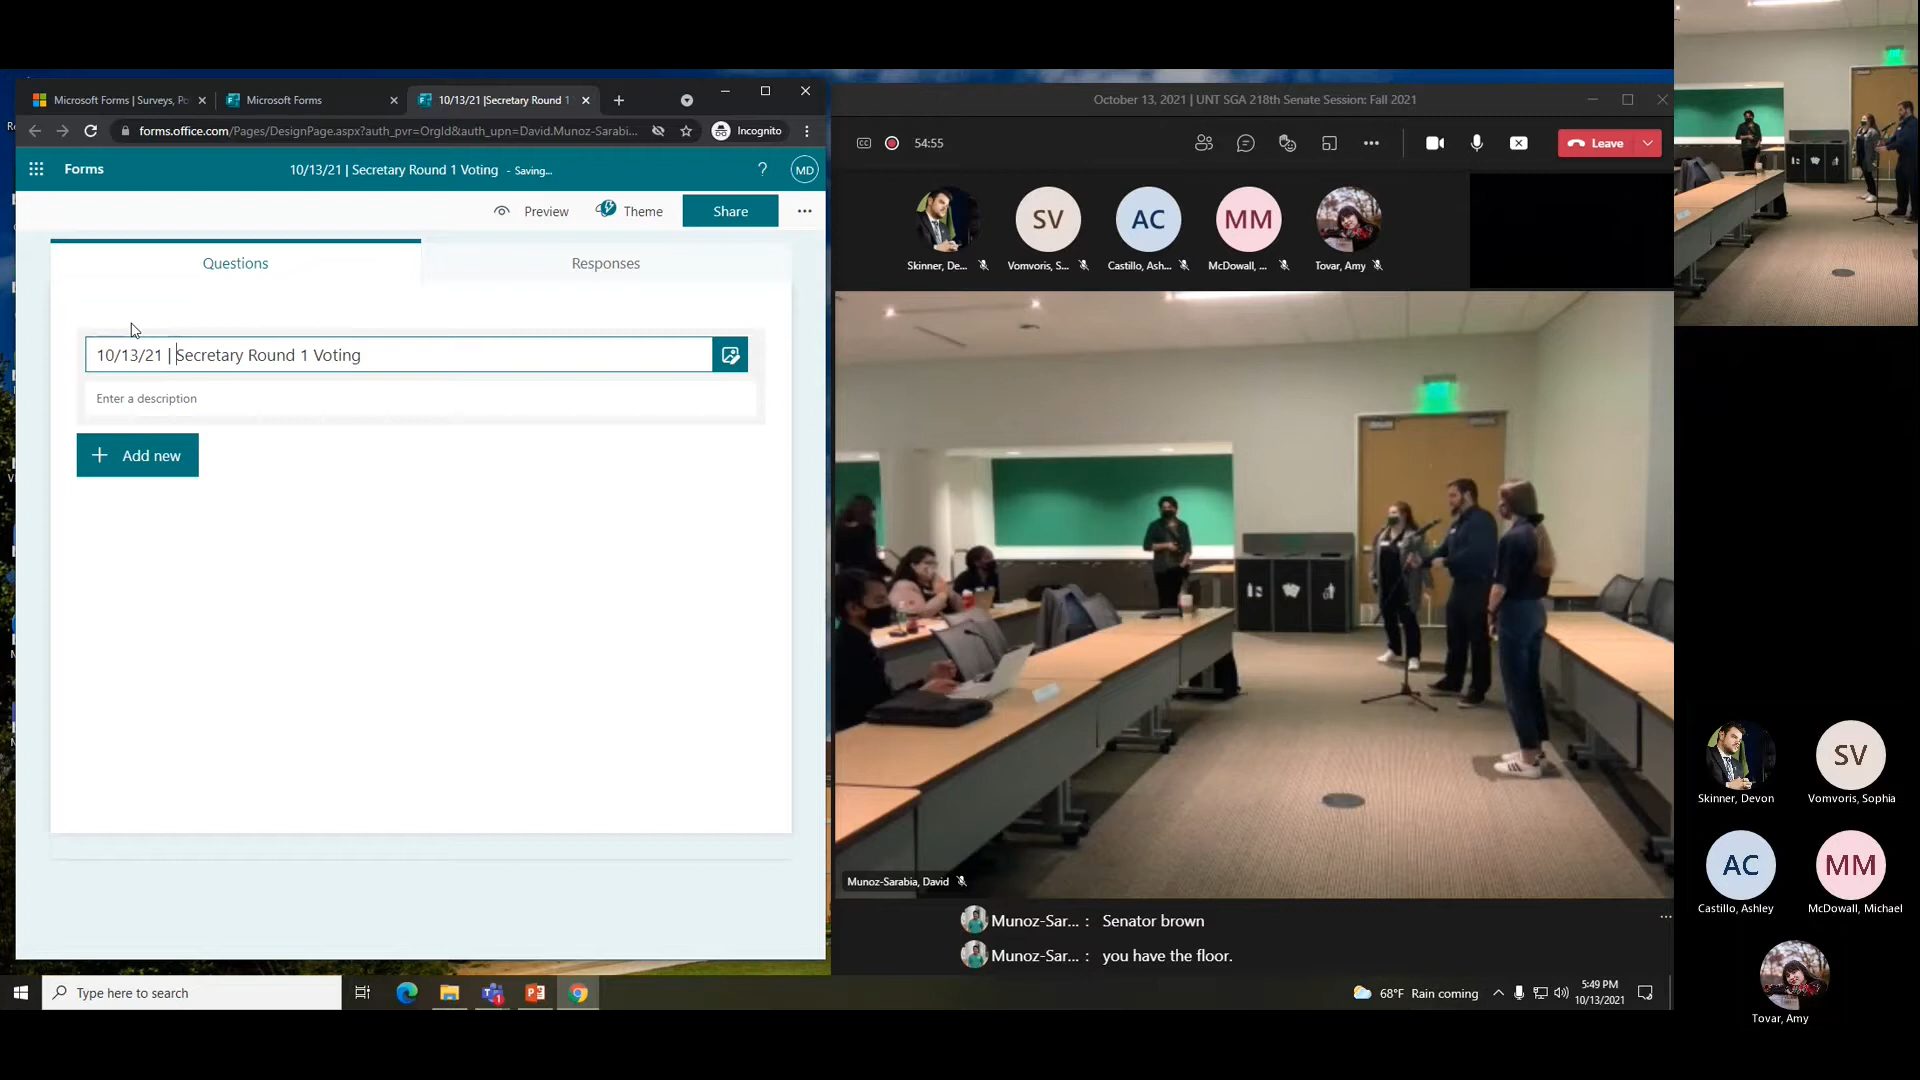 Microsoft Forms | Surveys, Po
Microsoft Forms
10/13/21 |Secretary Round 1
forms.office.com/Pages/DesignPage.aspx?auth_pvr=OrgId&auth_upn=David.Munoz-Sarabi...
Incognito
Forms
10/13/21 | Secretary Round 1 Voting - Saving...
?
MD
Preview
Theme
Share
Questions
Responses
10/13/21 | Secretary Round 1 Voting
Enter a description
Add new
October 13, 2021 | UNT SGA 218th Senate Session: Fall 2021
CC
54:55
Leave
SV
AC
MM
Skinner, De...
Vomvoris, S...
Castillo, Ash...
McDowall, ...
Tovar, Amy
Munoz-Sarabia, David
Munoz-Sar... : Senator brown
Munoz-Sar... : you have the floor.
SV
Skinner, Devon
Vomvoris, Sophia
AC
MM
Castillo, Ashley
McDowall, Michael
Tovar, Amy
Type here to search
68°F Rain coming
5:49 PM
10/13/2021